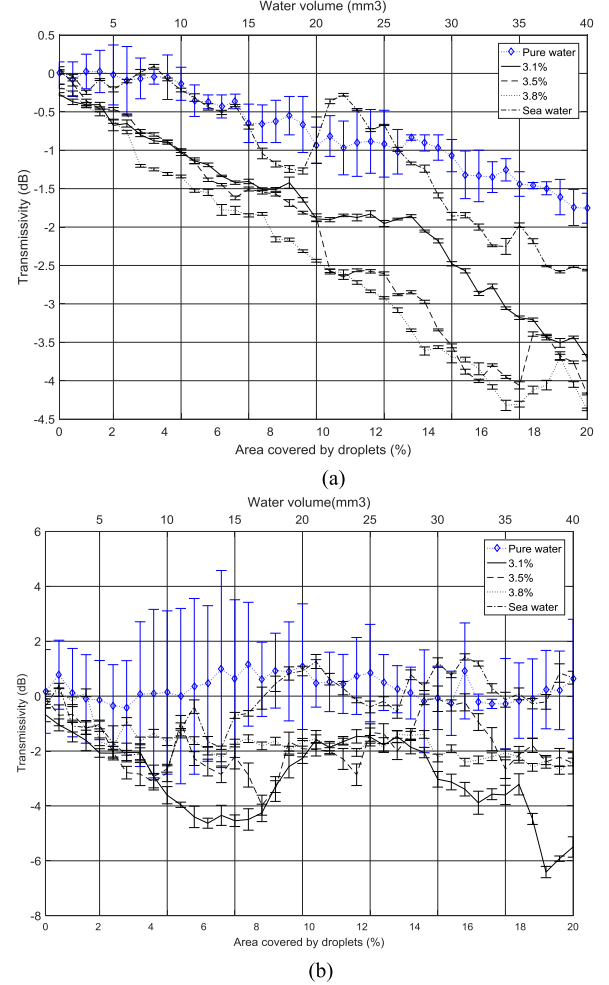 Water volume (mm3)
5 10 15 20 25 30 35 40
0.5
0
-0.5
-1
-1.5
-2
-2.5
-3
-3.5
-4
-4.5
Transmissivity (dB)
Pure water
3.1%
3.5%
3.8%
Sea water
0 2 4 6 8 10 12 14 16 18 20
Area covered by droplets (%)
(a)
Water volume(mm3)
5 10 15 20 25 30 35 40
6
4
2
0
-2
-4
-6
-8
Transmissivity (dB)
Pure water
3.1%
3.5%
3.8%
Sea water
0 2 4 6 8 10 12 14 16 18 20
Area covered by droplets (%)
(b)